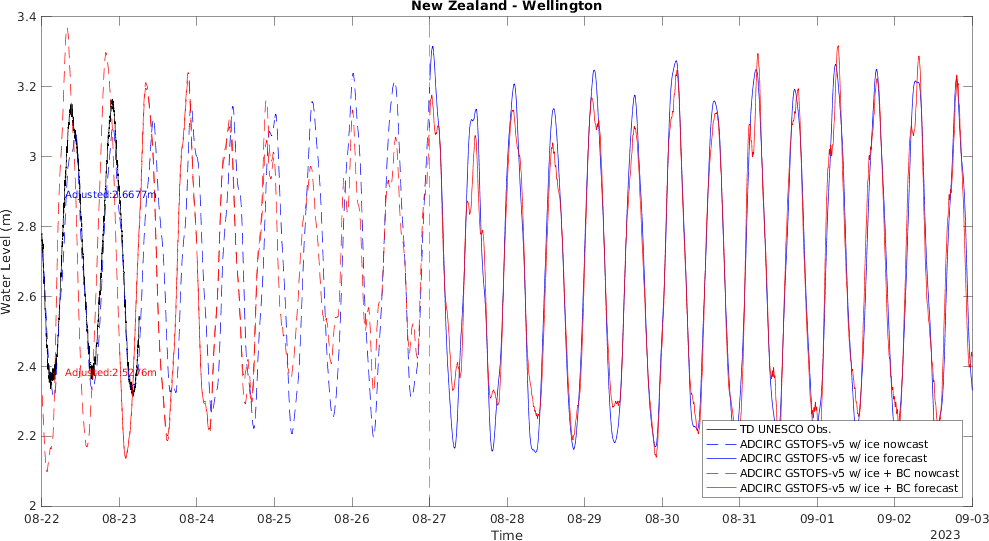 New Zealand - Wellington
3.4
3.2
3
2.8
2.6
2.4
2.2
2
Water Level (m)
Adjusted:2.6677m
Adjusted:2.5276m
TD UNESCO Obs.
ADCIRC GSTOFS-v5 w/ ice nowcast
ADCIRC GSTOFS-v5 w/ ice forecast
ADCIRC GSTOFS-v5 w/ ice + BC nowcast
ADCIRC GSTOFS-v5 w/ ice + BC forecast
08-22 08-23 08-24 08-25 08-26 08-27 08-28 08-29 08-30 08-31 09-01 09-02 09-03
Time
2023